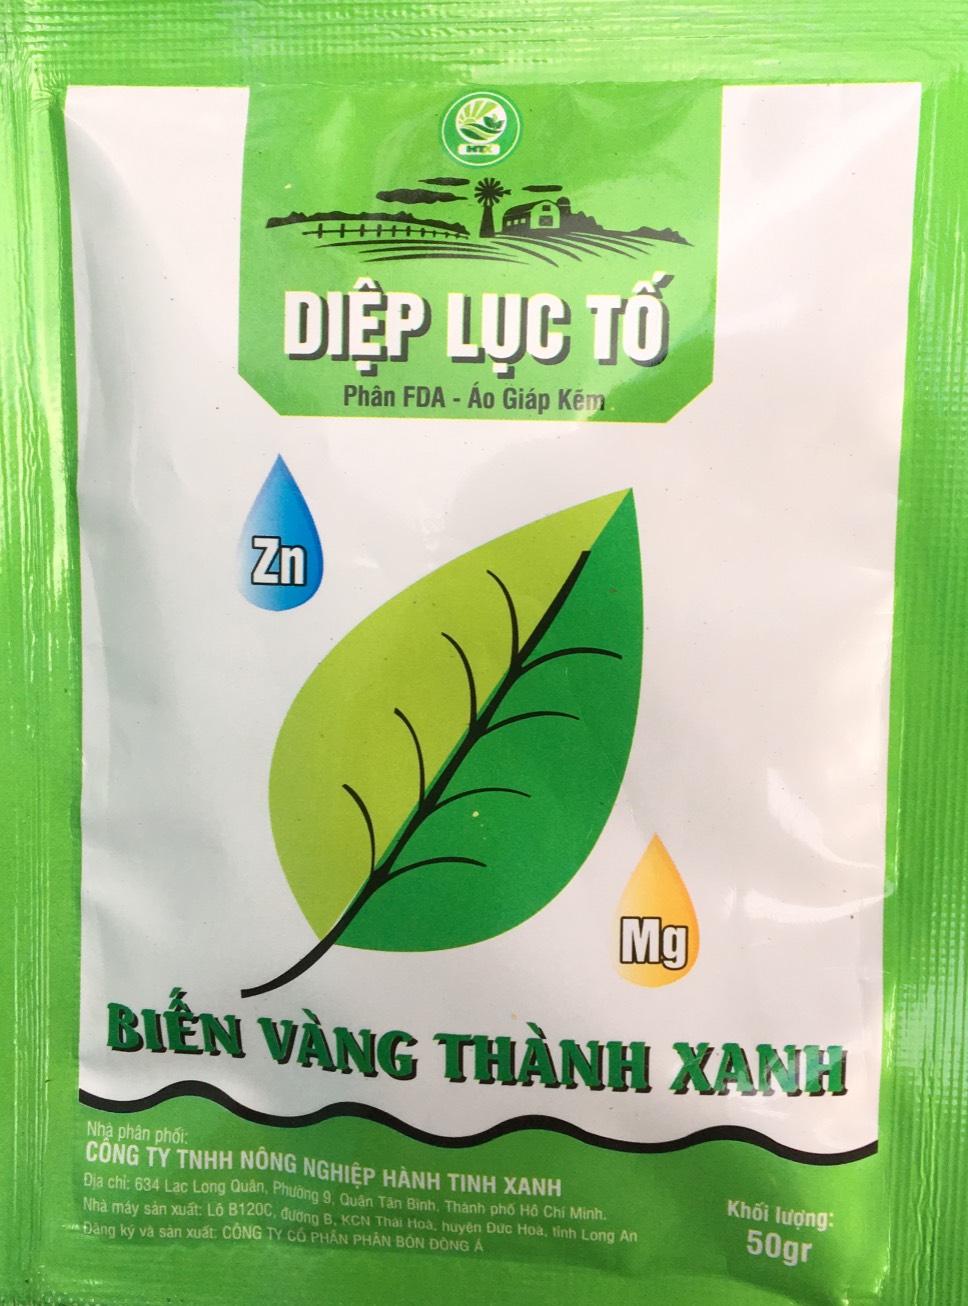 HTX
DIỆP LỤC TỐ
Phân FDA - Áo Giáp Kẽm
Zn
Mg
BIẾN VÀNG THÀNH XANH
Nhà phân phối:
CÔNG TY TNHH NÔNG NGHIỆP HÀNH TINH XANH
Địa chỉ: 634 Lạc Long Quân, Phường 9, Quận Tân Bình, Thành phố Hồ Chí Minh.
Nhà máy sản xuất: Lô B120C, đường B, KCN Thái Hoà, huyện Đức Hoà, tỉnh Long An
Đăng ký và sản xuất: CÔNG TY CỔ PHẦN PHÂN BÓN ĐÔNG Á
Khối lượng:
50gr